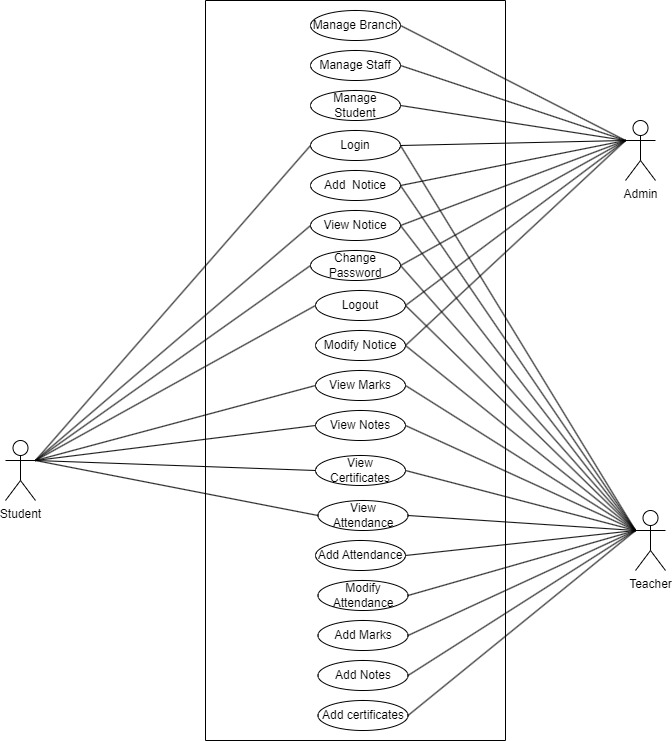 Manage Branch
Manage Staff
Manage
Student
Login
Add  Notice
View Notice
Change
Password
Logout
Modify Notice
View Marks
View Notes
View
Certificates
View
Attendance
Add Attendance
Modify
Attendance
Add Marks
Add Notes
Add certificates
Admin
Student
Teacher